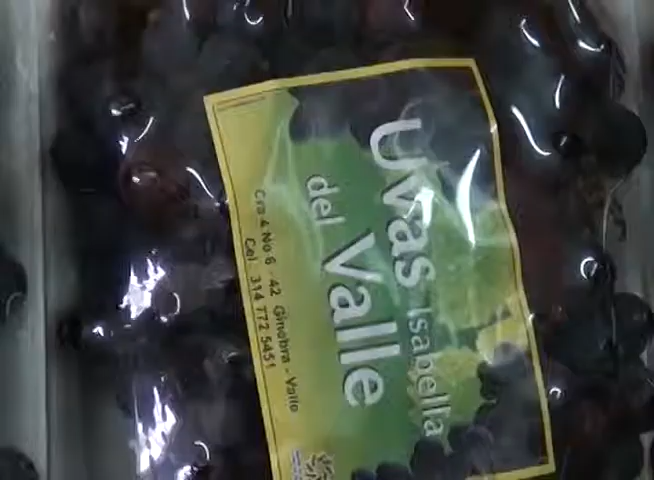 Uvas Isabella
del Valle
Cra 4 No 6 - 42 Ginebra - Valle
Cel. 314 772 5451